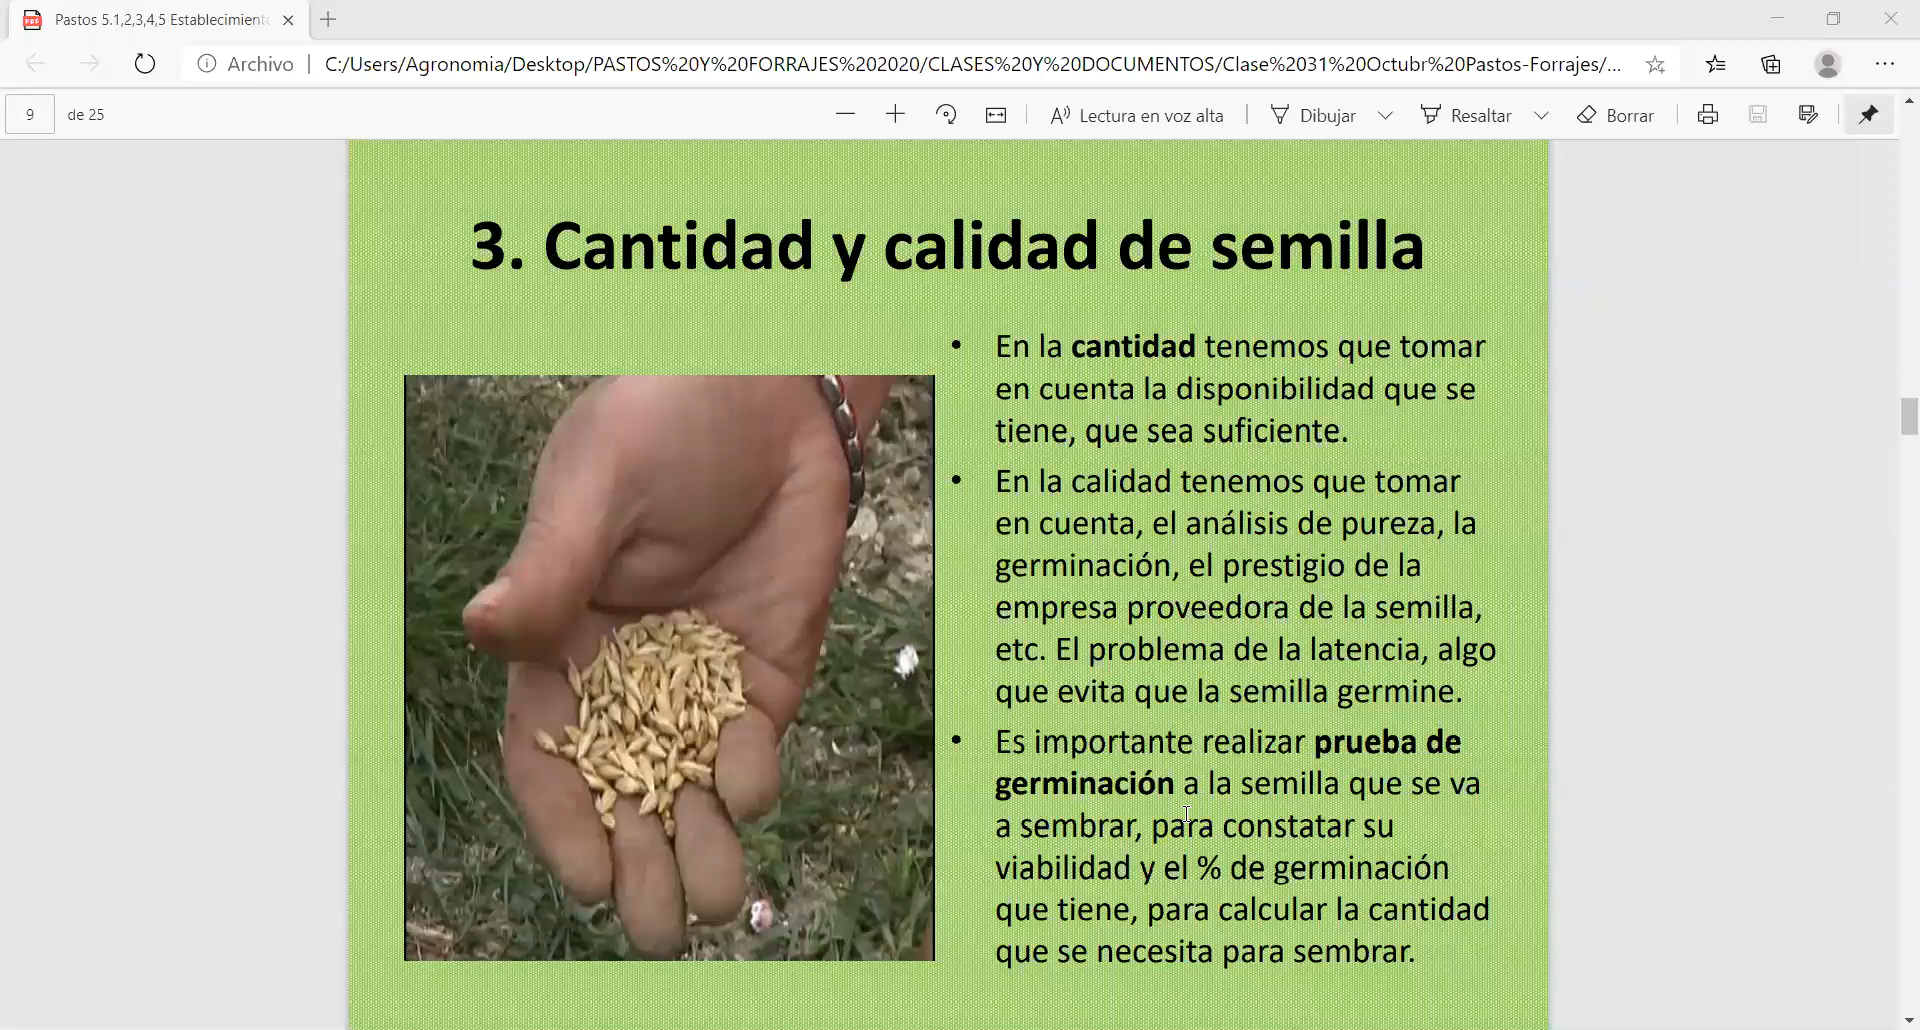 Pastos 5.1,2,3,4,5 Establecimient
Archivo
C:/Users/Agronomia/Desktop/PASTOS%20Y%20FORRAJES%202020/CLASES%20Y%20DOCUMENTOS/Clase%2031%20Octubr%20Pastos-Forrajes/...
9 de 25
Lectura en voz alta
Dibujar
Resaltar
Borrar
3. Cantidad y calidad de semilla
• En la cantidad tenemos que tomar
en cuenta la disponibilidad que se
tiene, que sea suficiente.
• En la calidad tenemos que tomar
en cuenta, el análisis de pureza, la
germinación, el prestigio de la
empresa proveedora de la semilla,
etc. El problema de la latencia, algo
que evita que la semilla germine.
• Es importante realizar prueba de
germinación a la semilla que se va
a sembrar, para constatar su
viabilidad y el % de germinación
que tiene, para calcular la cantidad
que se necesita para sembrar.